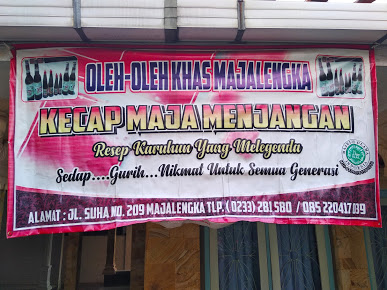 OLEH-OLEH KHAS MAJALENGKA
KECAP MAJA MENJANGAN
Resep Karuhun Yang Melegenda
Sedap....Gurih...Nikmat Untuk Semua Generasi
ALAMAT : JL. SUHA NO. 209 MAJALENGKA TLP. ( 0233) 281 580 / 085 220417 189